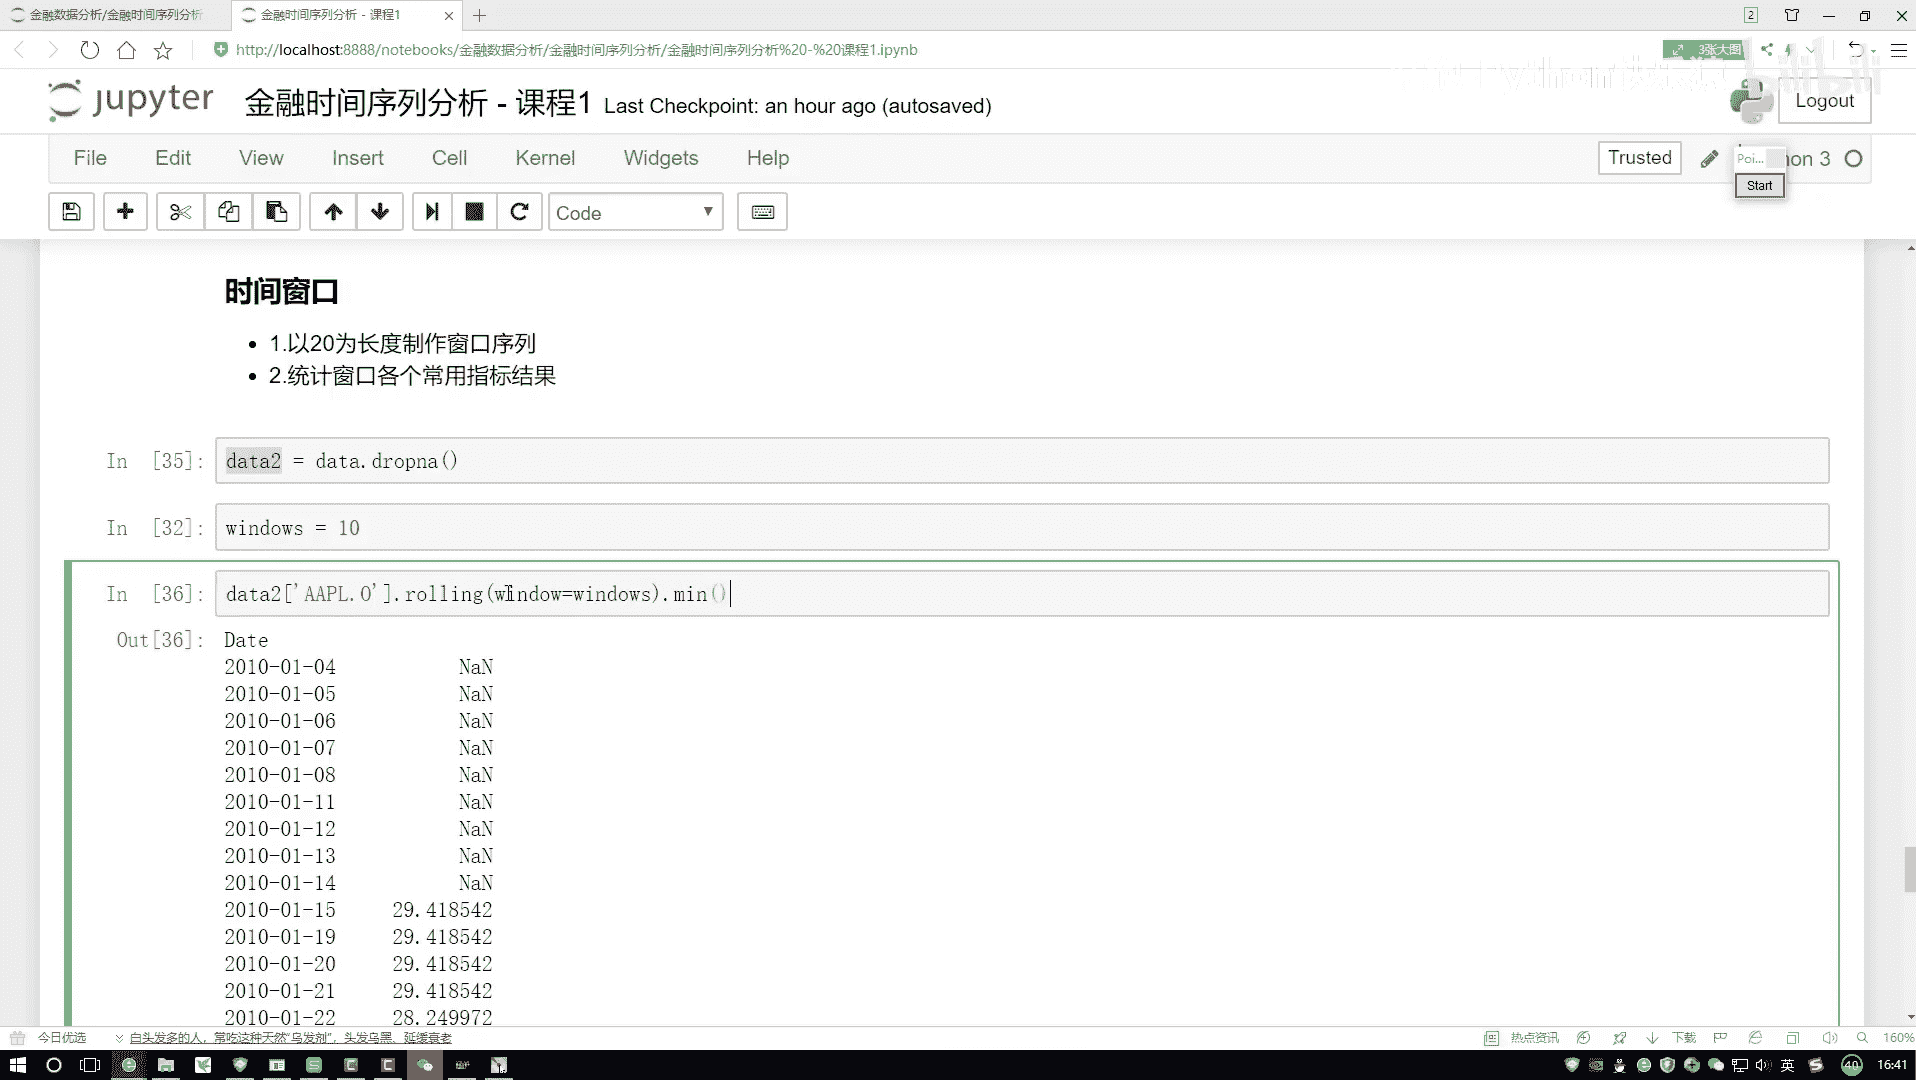 金融数据分析/金融时间序列分析
金融时间序列分析 - 课程1
2
http://localhost:8888/notebooks/金融数据分析/金融时间序列分析/金融时间序列分析%20-%20课程1.ipynb
3张大图
bilibili
jupyter
金融时间序列分析 - 课程1 Last Checkpoint: an hour ago (autosaved)
Logout
File Edit View Insert Cell Kernel Widgets Help
Trusted
Poi...
hon 3
Start
Code
时间窗口
1.以20为长度制作窗口序列
2.统计窗口各个常用指标结果
In [35]: data2 = data.dropna()
In [32]: windows = 10
In [36]: data2['AAPL.O'].rolling(window=windows).min()
Out[36]: Date
2010-01-04 NaN
2010-01-05 NaN
2010-01-06 NaN
2010-01-07 NaN
2010-01-08 NaN
2010-01-11 NaN
2010-01-12 NaN
2010-01-13 NaN
2010-01-14 NaN
2010-01-15 29.418542
2010-01-19 29.418542
2010-01-20 29.418542
2010-01-21 29.418542
2010-01-22 28.249972
今日优选
白头发多的人，常吃这种天然"乌发剂"，头发乌黑、延缓衰老
热点资讯
下载
160%
英
40
16:41